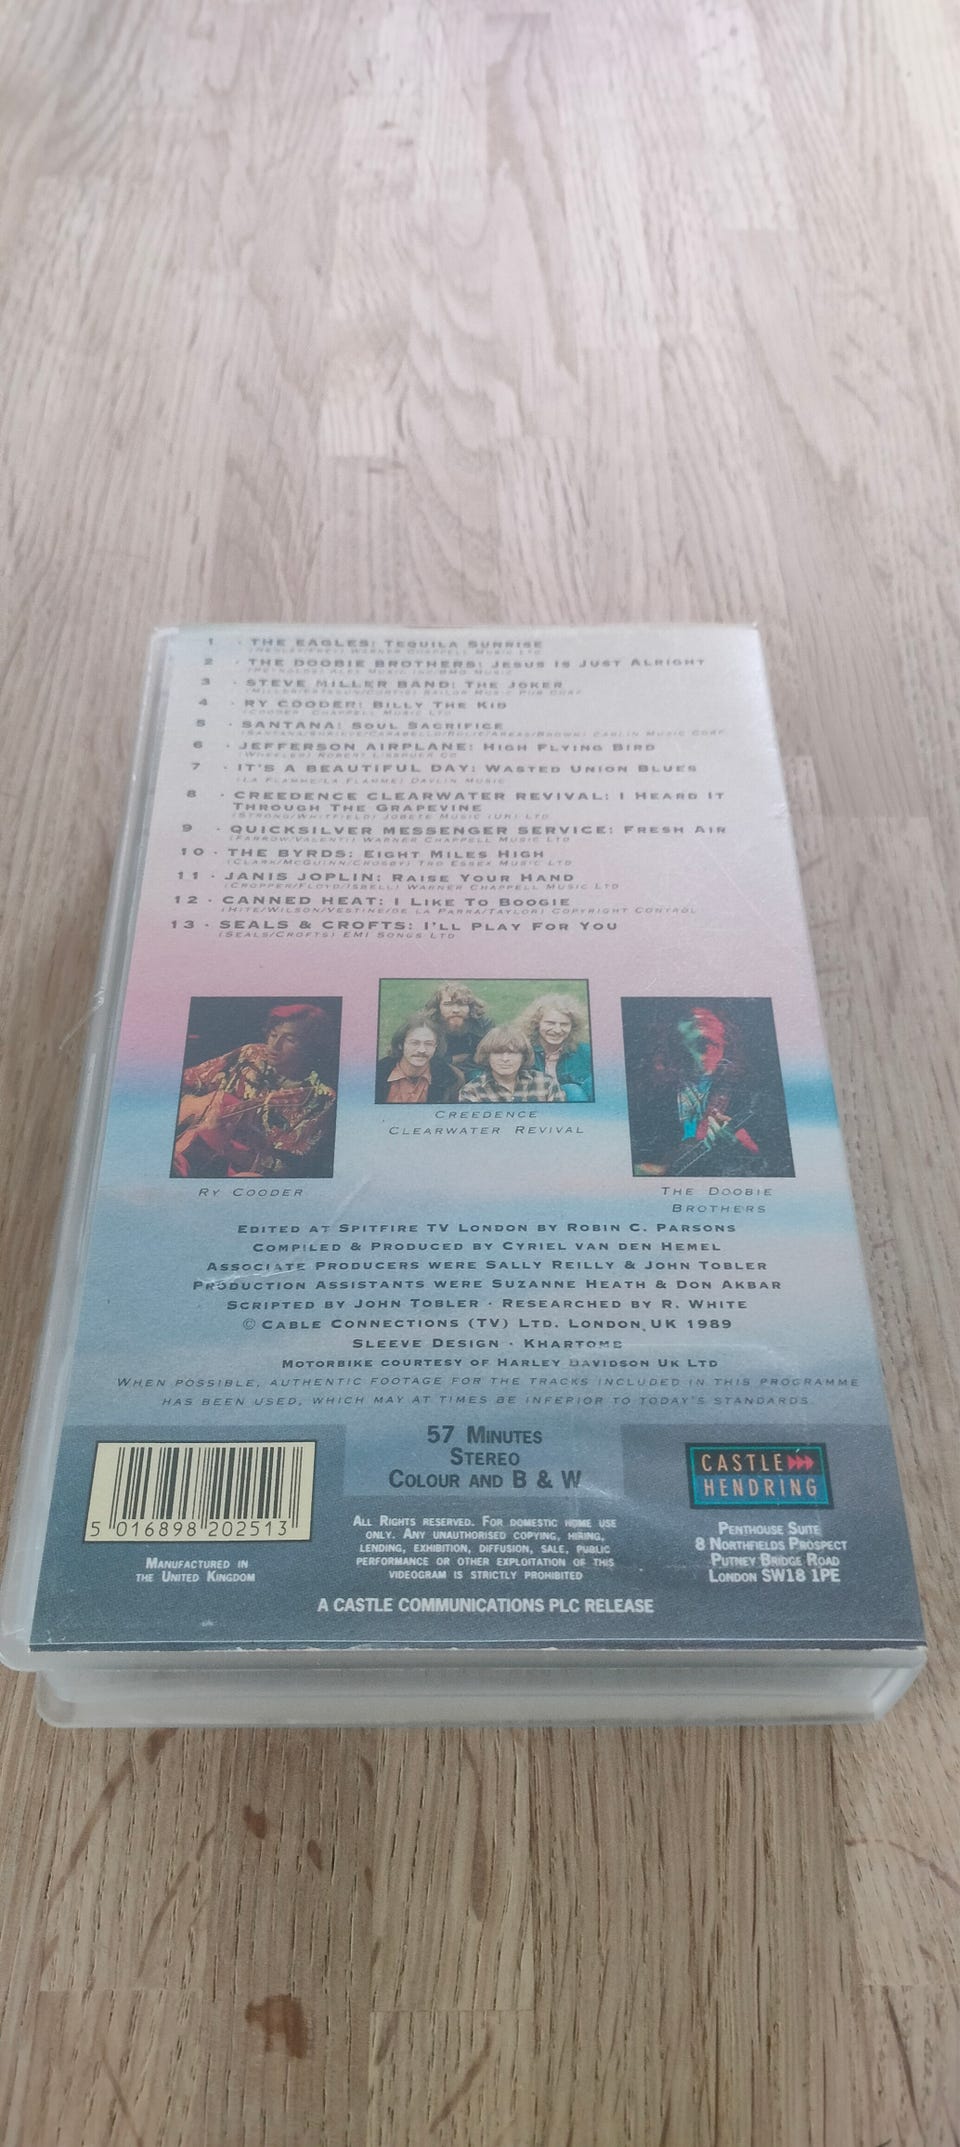 1 · THE EAGLES: TEQUILA SUNRISE
2 · THE DOOBIE BROTHERS: JESUS IS JUST ALRIGHT
3 · STEVE MILLER BAND: THE JOKER
4 · RY COODER: BILLY THE KID
5 · SANTANA: SOUL SACRIFICE
6 · JEFFERSON AIRPLANE: HIGH FLYING BIRD
7 · IT'S A BEAUTIFUL DAY: WASTED UNION BLUES
(LA FLAMME/LA FLAMME) DAVLIN MUSIC
8 · CREEDENCE CLEARWATER REVIVAL: I HEARD IT
THROUGH THE GRAPEVINE
(STRONG/WHITFIELD) JOBETE MUSIC (UK) LTD
9 · QUICKSILVER MESSENGER SERVICE: FRESH AIR
(FARROW/VALENTI) WARNER CHAPPELL MUSIC LTD
10 · THE BYRDS: EIGHT MILES HIGH
(CLARK/MCGUINN/CROSBY) TRO ESSEX MUSIC LTD
11 · JANIS JOPLIN: RAISE YOUR HAND
(CROPPER/FLOYD/ISBELL) WARNER CHAPPELL MUSIC LTD
12 · CANNED HEAT: I LIKE TO BOOGIE
(HITE/WILSON/VESTINE/DE LA PARRA/TAYLOR) COPYRIGHT CONTROL
13 · SEALS & CROFTS: I'LL PLAY FOR YOU
(SEALS/CROFTS) EMI SONGS LTD
CREEDENCE
CLEARWATER REVIVAL
RY COODER
THE DOOBIE
BROTHERS
EDITED AT SPITFIRE TV LONDON BY ROBIN C. PARSONS
COMPILED & PRODUCED BY CYRIEL VAN DEN HEMEL
ASSOCIATE PRODUCERS WERE SALLY REILLY & JOHN TOBLER
PRODUCTION ASSISTANTS WERE SUZANNE HEATH & DON AKBAR
SCRIPTED BY JOHN TOBLER · RESEARCHED BY R. WHITE
© CABLE CONNECTIONS (TV) LTD. LONDON, UK 1989
SLEEVE DESIGN · KHARTOME
MOTORBIKE COURTESY OF HARLEY DAVIDSON UK LTD
WHEN POSSIBLE, AUTHENTIC FOOTAGE FOR THE TRACKS INCLUDED IN THIS PROGRAMME
HAS BEEN USED, WHICH MAY AT TIMES BE INFERIOR TO TODAY'S STANDARDS.
57 MINUTES
STEREO
COLOUR AND B & W
5 016898 202513
MANUFACTURED IN
THE UNITED KINGDOM
ALL RIGHTS RESERVED. FOR DOMESTIC HOME USE
ONLY. ANY UNAUTHORISED COPYING, HIRING,
LENDING, EXHIBITION, DIFFUSION, SALE, PUBLIC
PERFORMANCE OR OTHER EXPLOITATION OF THIS
VIDEOGRAM IS STRICTLY PROHIBITED
CASTLE
HENDRING
PENTHOUSE SUITE
8 NORTHFIELDS PROSPECT
PUTNEY BRIDGE ROAD
LONDON SW18 1PE
A CASTLE COMMUNICATIONS PLC RELEASE